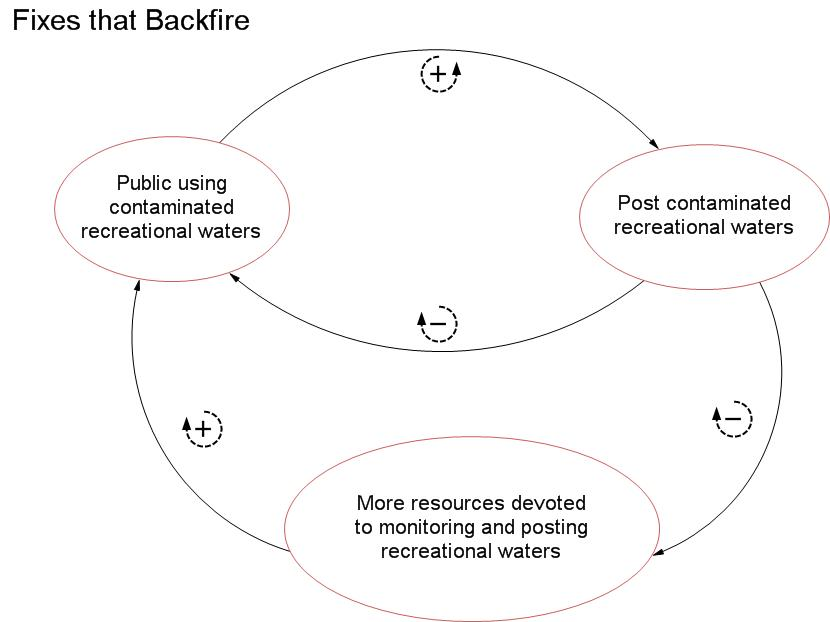 Fixes that Backfire
+
Public using
contaminated
recreational waters
Post contaminated
recreational waters
−
+
−
More resources devoted
to monitoring and posting
recreational waters